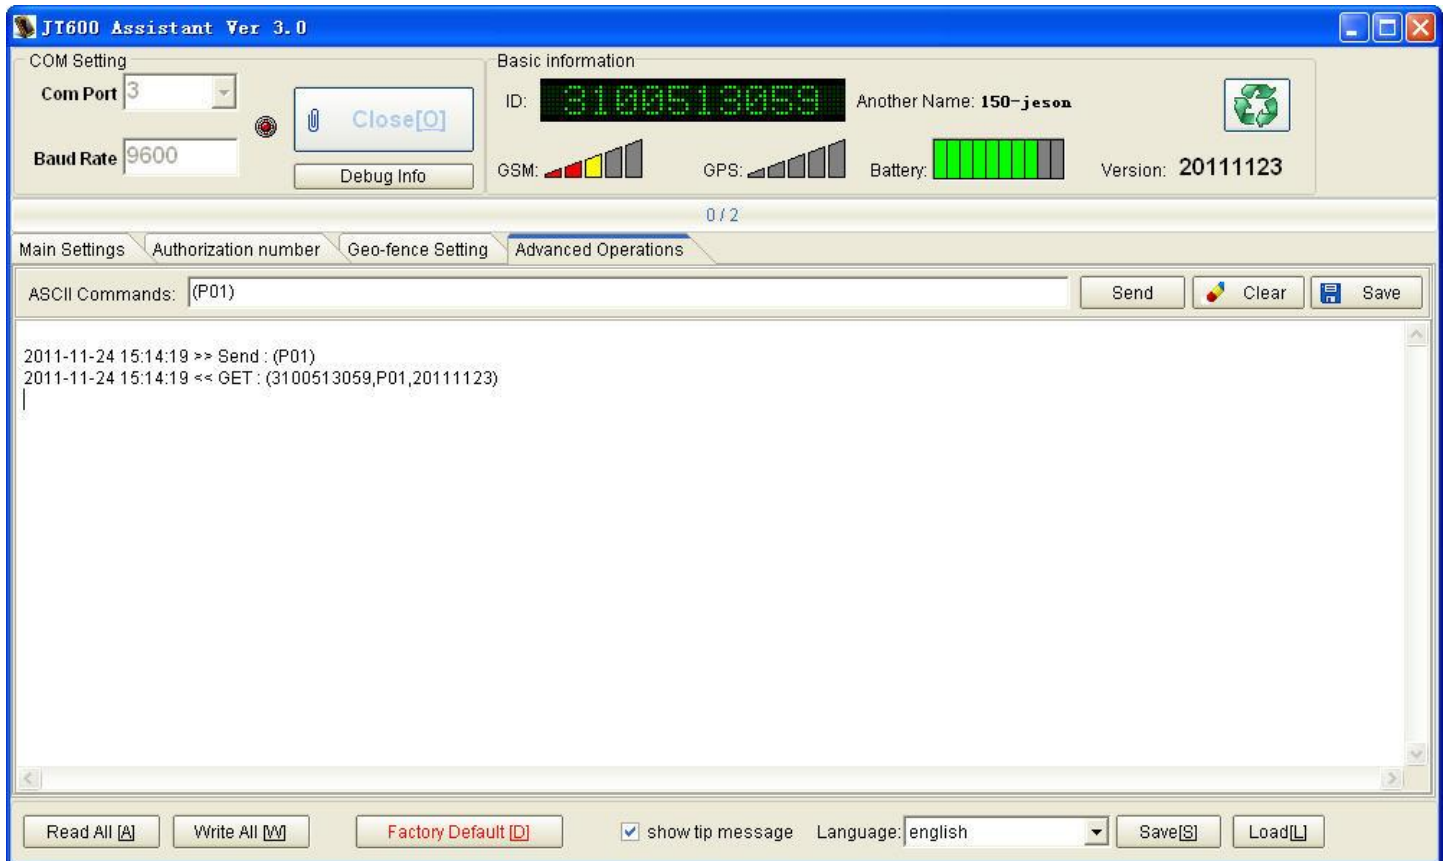 JT600 Assistant Ver 3.0
COM Setting
Com Port 3
Baud Rate 9600
Close[O]
Debug Info
Basic information
ID: 3100513059
Another Name: 150-jeson
GSM:
GPS:
Battery:
Version: 20111123
0 / 2
Main Settings
Authorization number
Geo-fence Setting
Advanced Operations
ASCII Commands: (P01)
Send
Clear
Save
2011-11-24 15:14:19 >> Send : (P01)
2011-11-24 15:14:19 << GET : (3100513059,P01,20111123)
Read All [A]
Write All [W]
Factory Default [D]
show tip message
Language: english
Save[S]
Load[L]